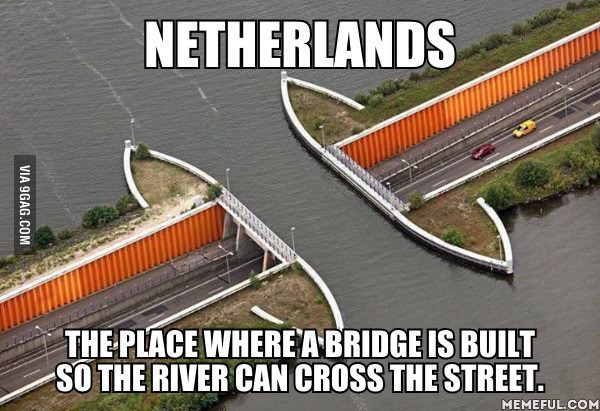 NETHERLANDS
VIA 9GAG.COM
THE PLACE WHERE A BRIDGE IS BUILT
SO THE RIVER CAN CROSS THE STREET.
MEMEFUL.COM